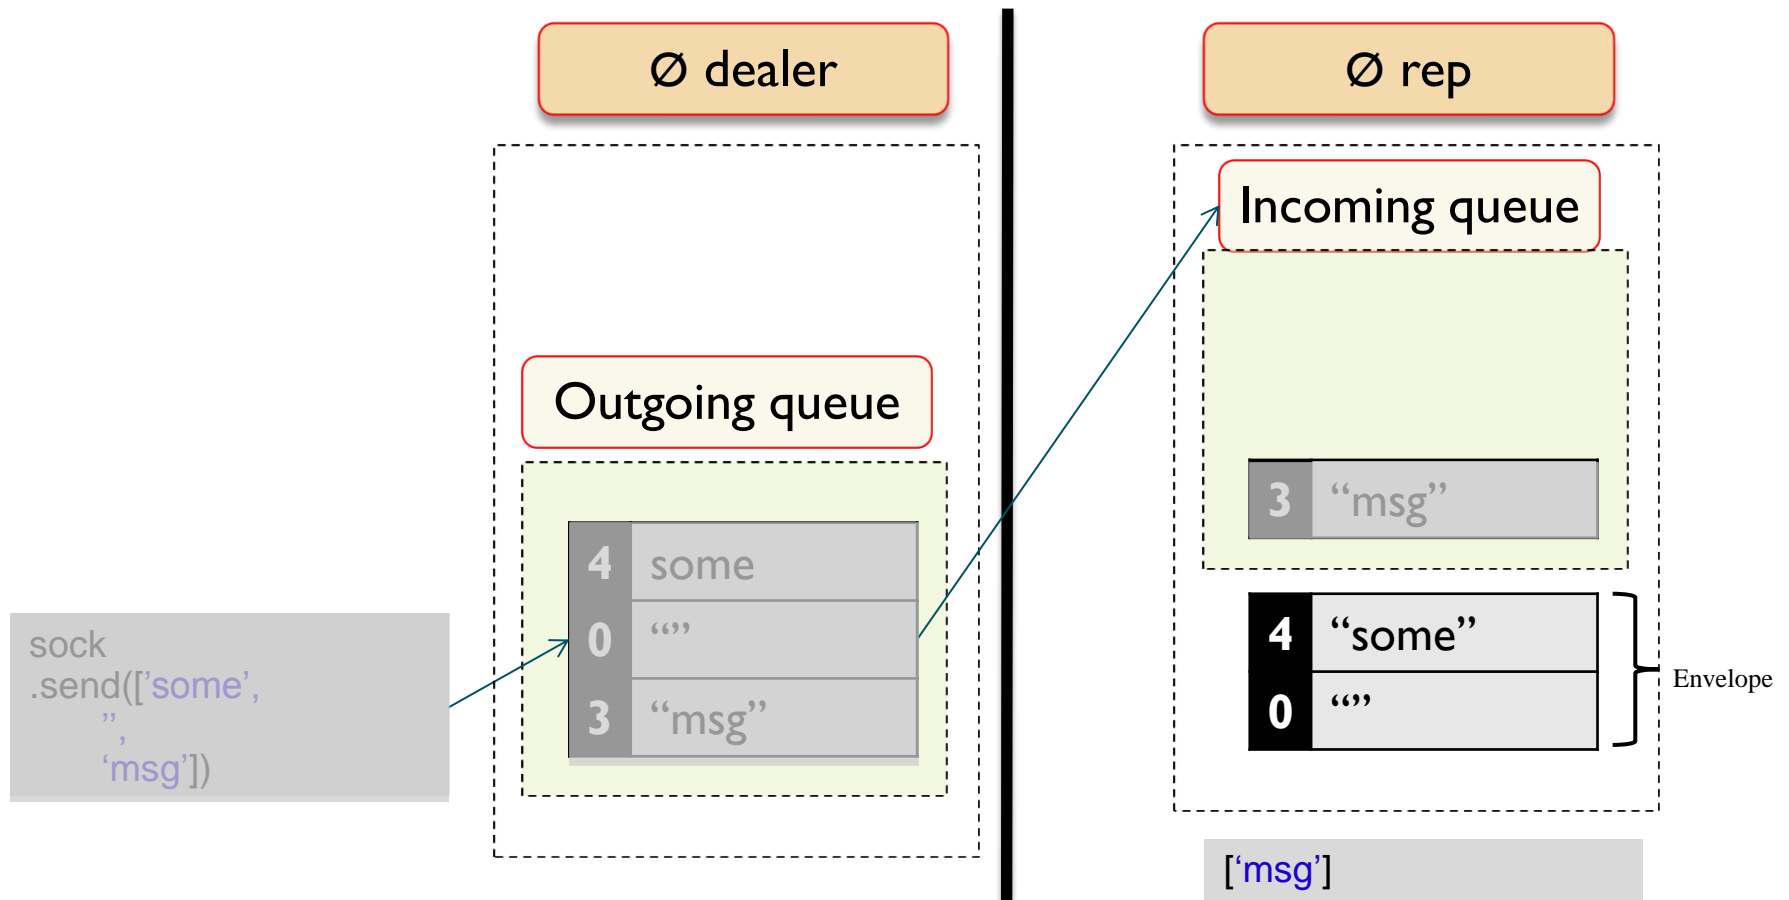 Ø dealer
Outgoing queue
4 some
0 “”
3 “msg”
sock
.send([’some’,
’’,
‘msg’])
Ø rep
Incoming queue
3 “msg”
4 “some”
0 “”
Envelope
[‘msg’]